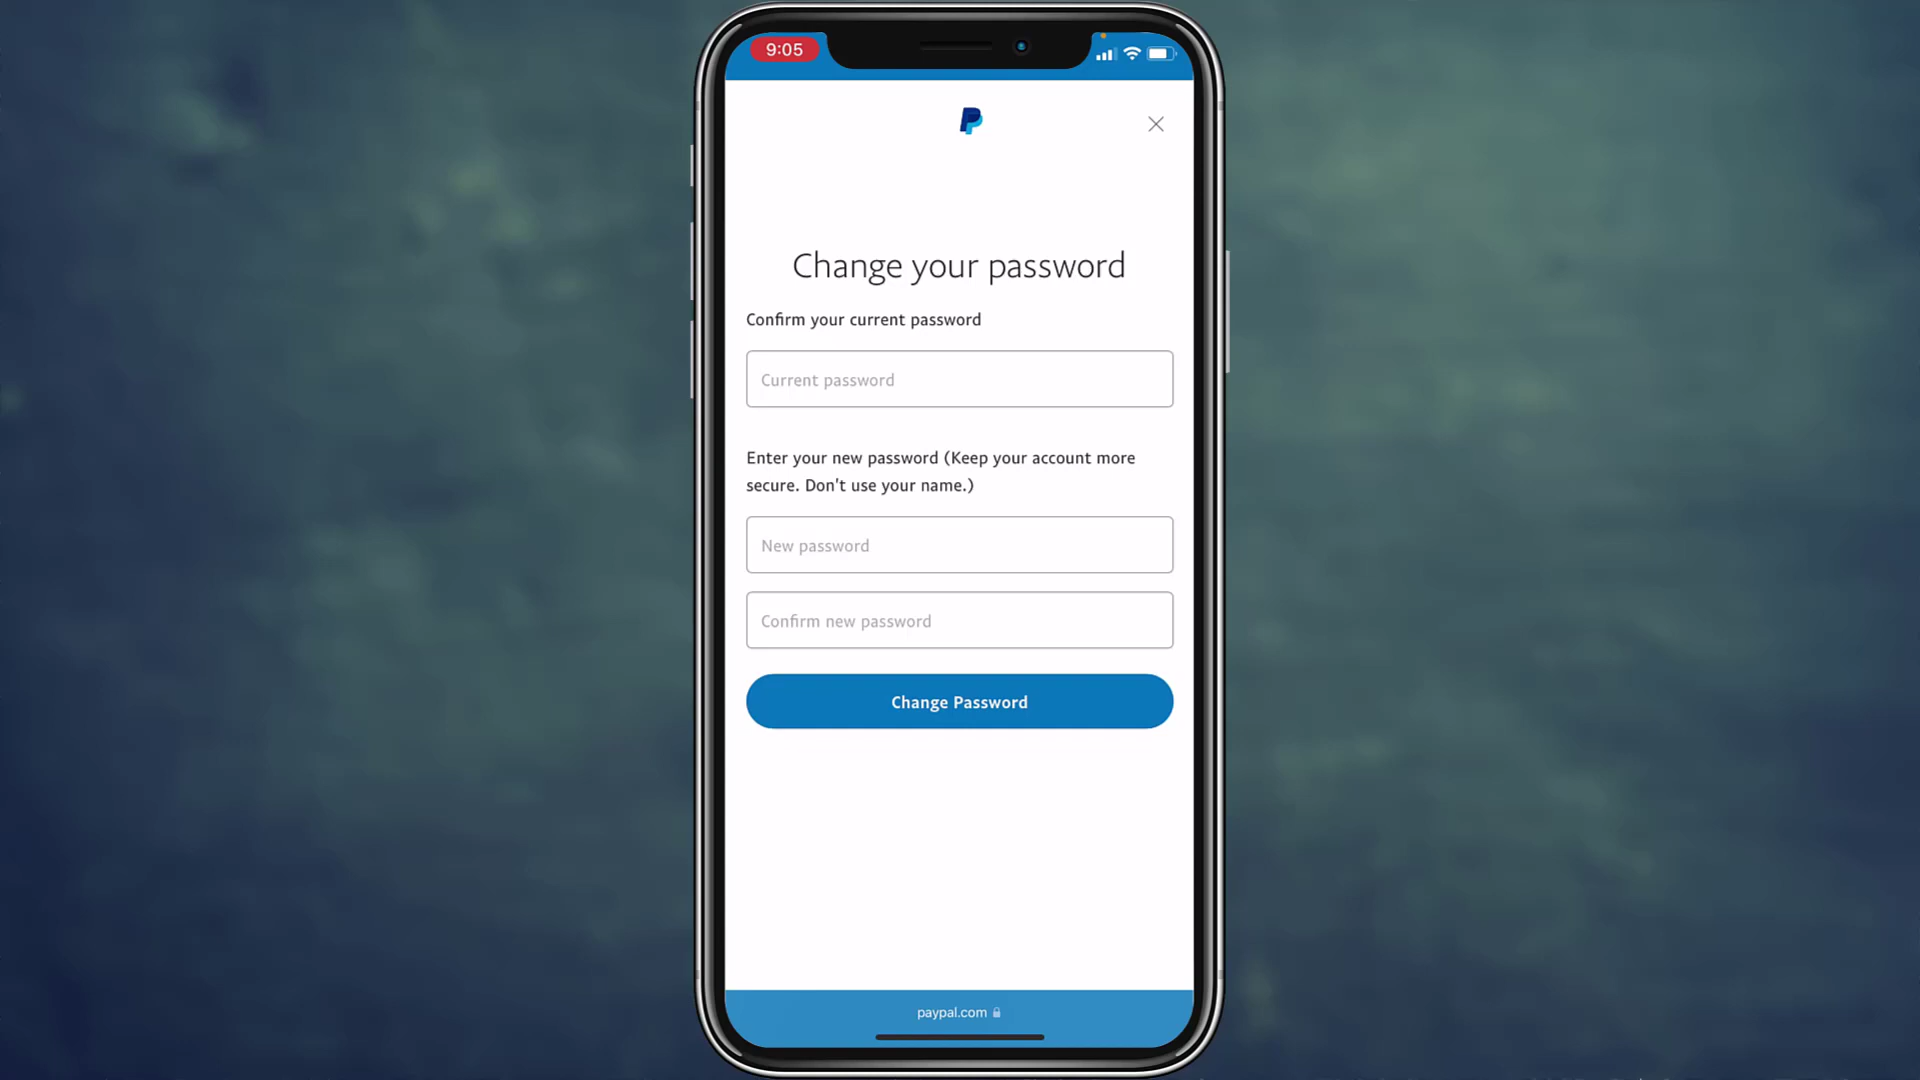 9:05
Change your password
Confirm your current password
Current password
Enter your new password (Keep your account more
secure. Don't use your name.)
New password
Confirm new password
Change Password
paypal.com